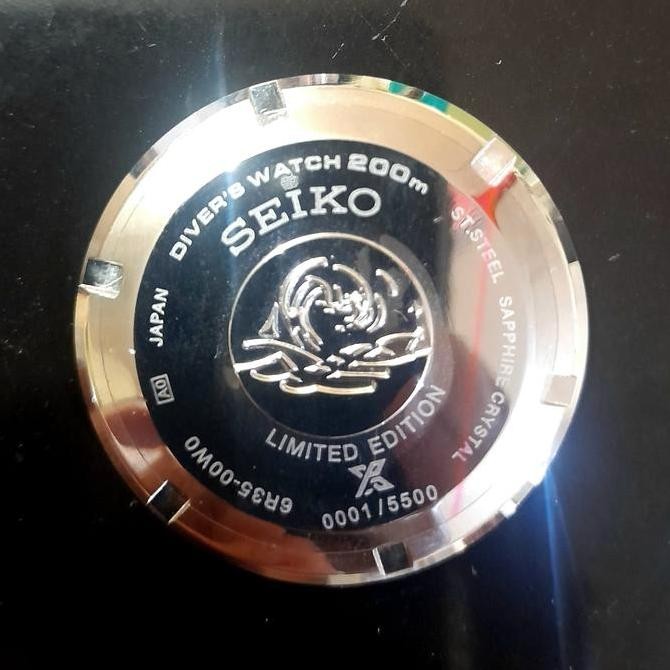 DIVER'S WATCH 200m
SEIKO
ST.STEEL SAPPHIRE CRYSTAL
JAPAN
A0
LIMITED EDITION
6R35-00W0
0001/5500